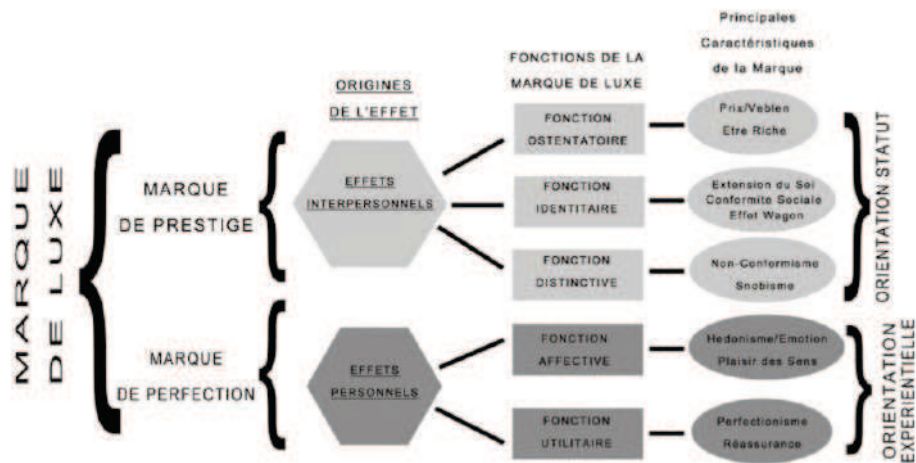 MARQUE
DE LUXE
MARQUE
DE PRESTIGE
MARQUE
DE PERFECTION
ORIGINES
DE L'EFFET
EFFETS
INTERPERSONNELS
EFFETS
PERSONNELS
FONCTIONS DE LA
MARQUE DE LUXE
FONCTION
OSTENTATOIRE
FONCTION
IDENTITAIRE
FONCTION
DISTINCTIVE
FONCTION
AFFECTIVE
FONCTION
UTILITAIRE
Principales
Caractéristiques
de la Marque
Prix/Veblen
Etre Riche
Extension du Soi
Conformité Sociale
Effet Wagon
Non-Conformisme
Snobisme
Hedonisme/Emotion
Plaisir des Sens
Perfectionisme
Réassurance
ORIENTATION STATUT
ORIENTATION
EXPERIENTIELLE